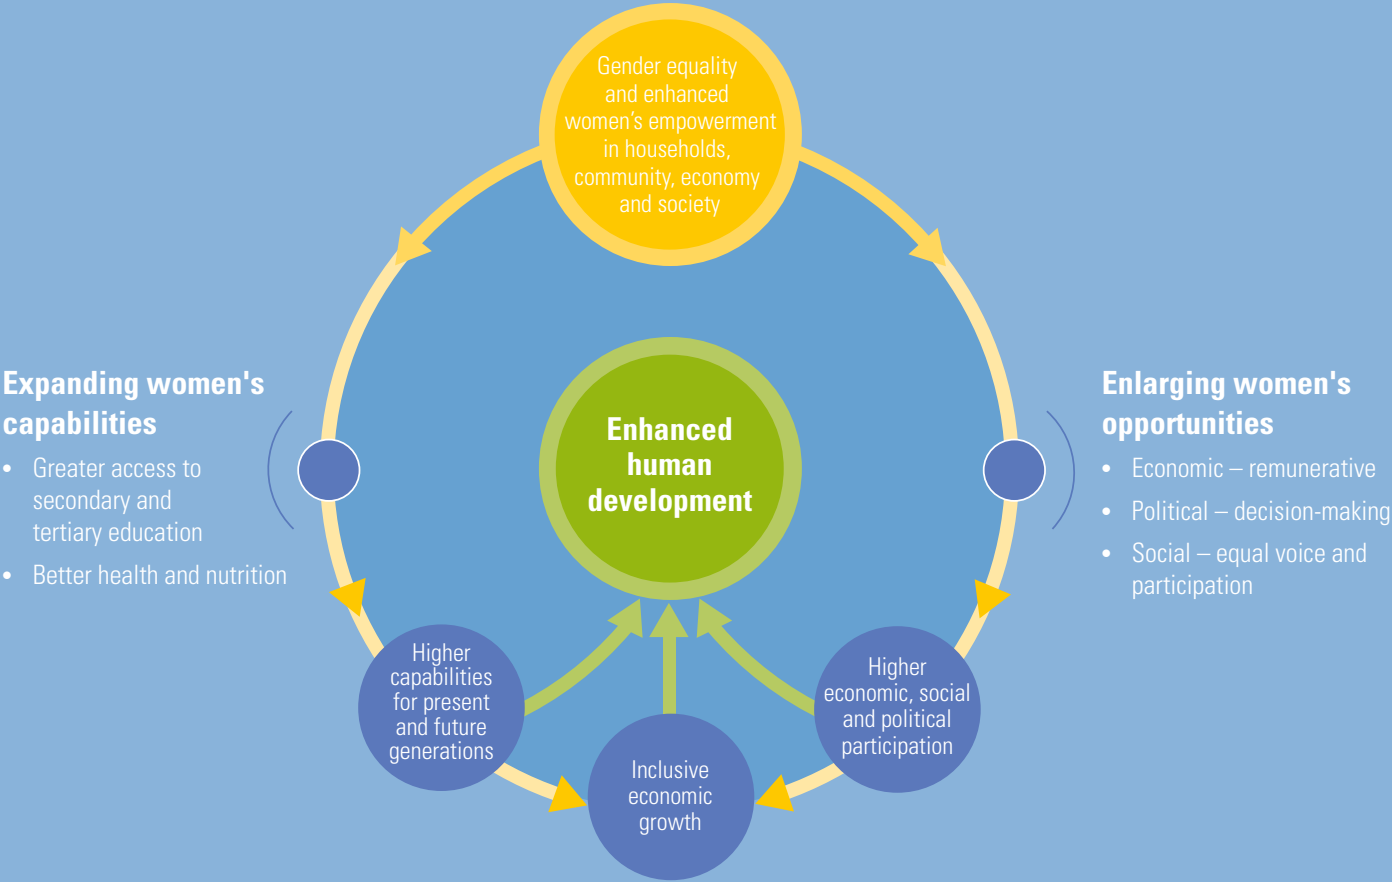 Gender equality
and enhanced
women’s empowerment
in households,
community, economy
and society
Expanding women's
capabilities
• Greater access to
secondary and
tertiary education
• Better health and nutrition
Enhanced
human
development
Enlarging women's
opportunities
• Economic – remunerative
• Political – decision-making
• Social – equal voice and
participation
Higher
capabilities
for present
and future
generations
Inclusive
economic
growth
Higher
economic, social
and political
participation